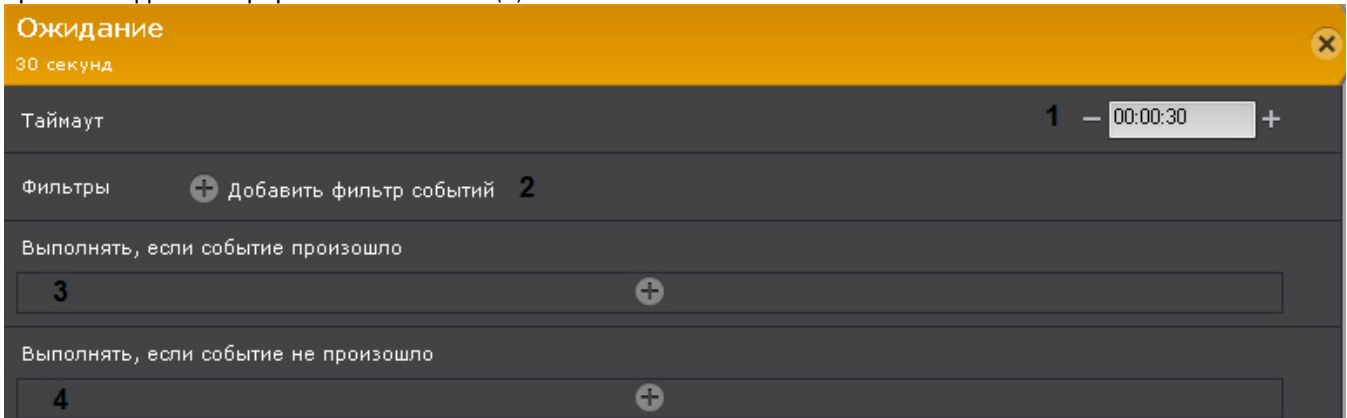 Ожидание
30 секунд
Таймаут 1 – 00:00:30 +
Фильтры + Добавить фильтр событий 2
Выполнять, если событие произошло
3
Выполнять, если событие не произошло
4